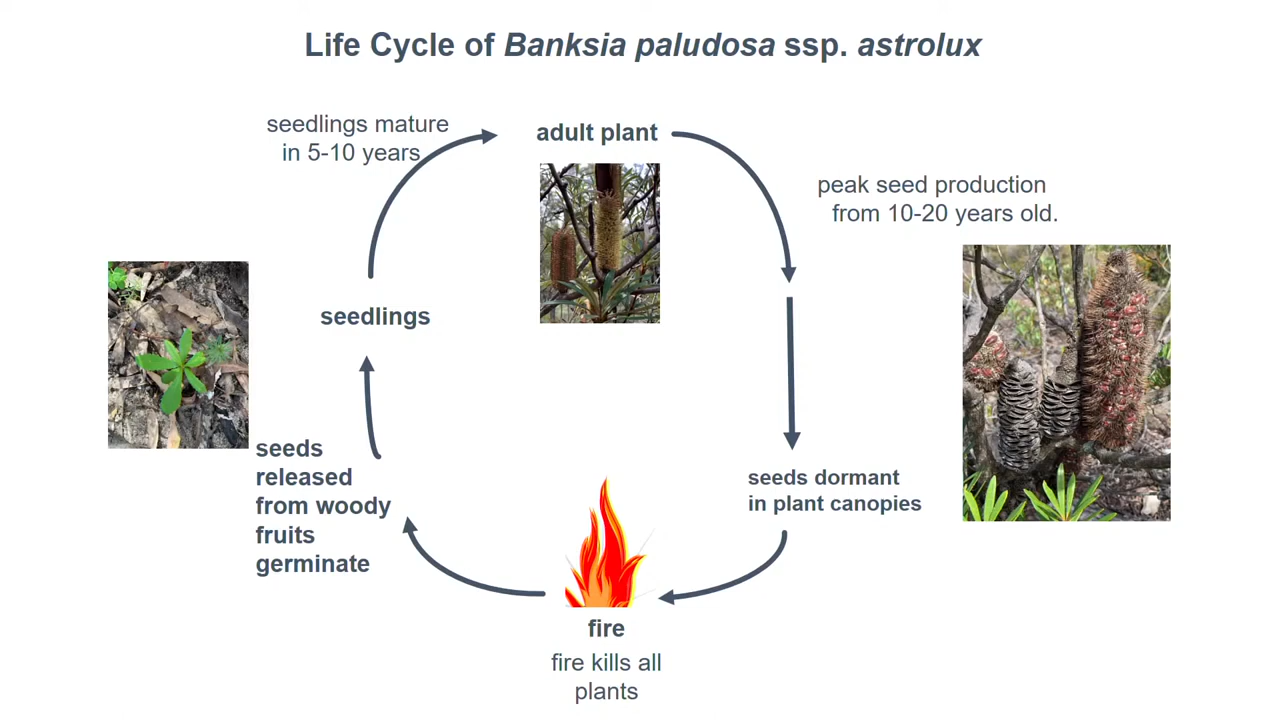 Life Cycle of Banksia paludosa ssp. astrolux
seedlings mature
in 5-10 years
adult plant
peak seed production
from 10-20 years old.
seedlings
seeds
released
from woody
fruits
germinate
seeds dormant
in plant canopies
fire
fire kills all
plants